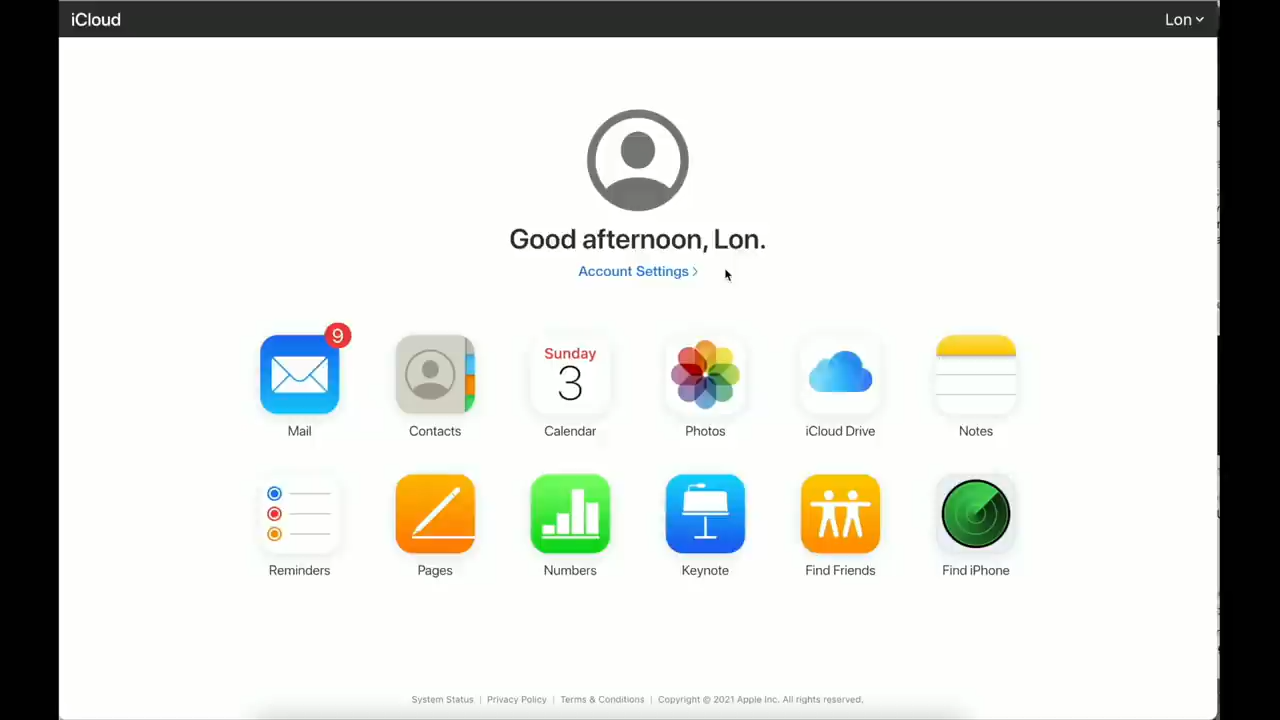 iCloud
Lon
Good afternoon, Lon.
Account Settings >
9
Sunday
3
Mail
Contacts
Calendar
Photos
iCloud Drive
Notes
Reminders
Pages
Numbers
Keynote
Find Friends
Find iPhone
System Status | Privacy Policy | Terms & Conditions | Copyright © 2021 Apple Inc. All rights reserved.